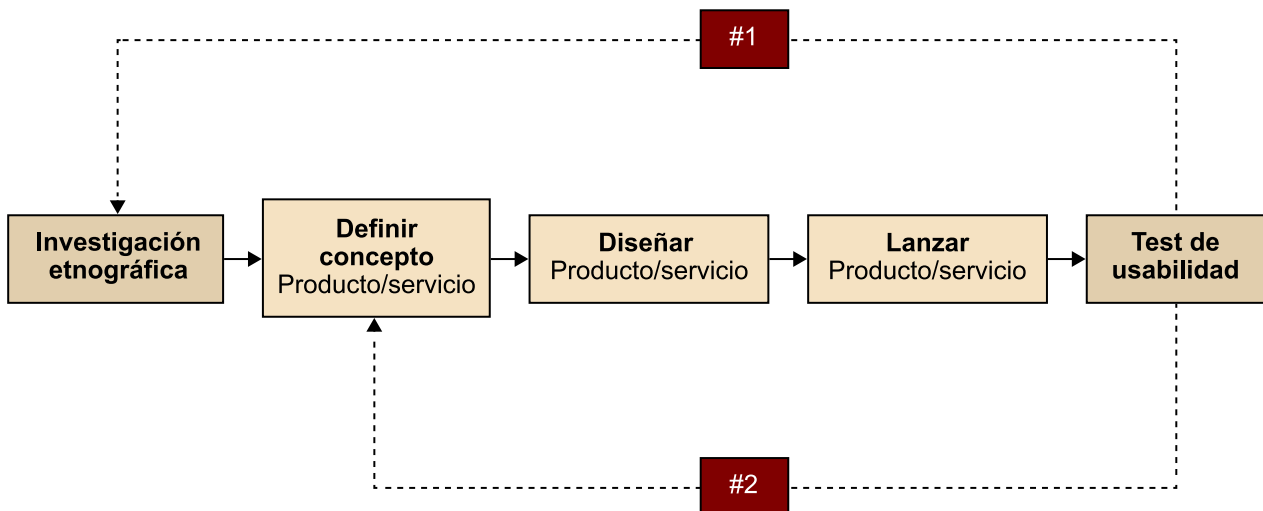 #1
Investigación
etnográfica
Definir
concepto
Producto/servicio
Diseñar
Producto/servicio
Lanzar
Producto/servicio
Test de
usabilidad
#2